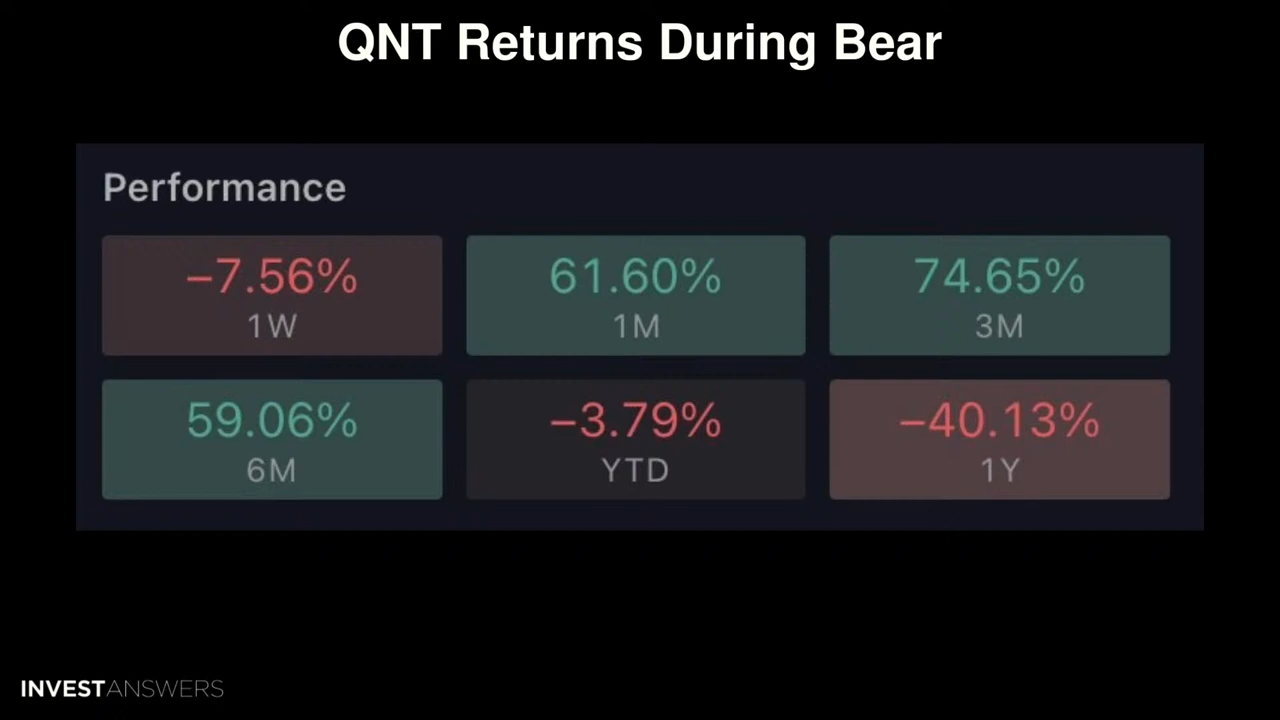 QNT Returns During Bear
Performance
−7.56%
1W
61.60%
1M
74.65%
3M
59.06%
6M
−3.79%
YTD
−40.13%
1Y
INVESTANSWERS